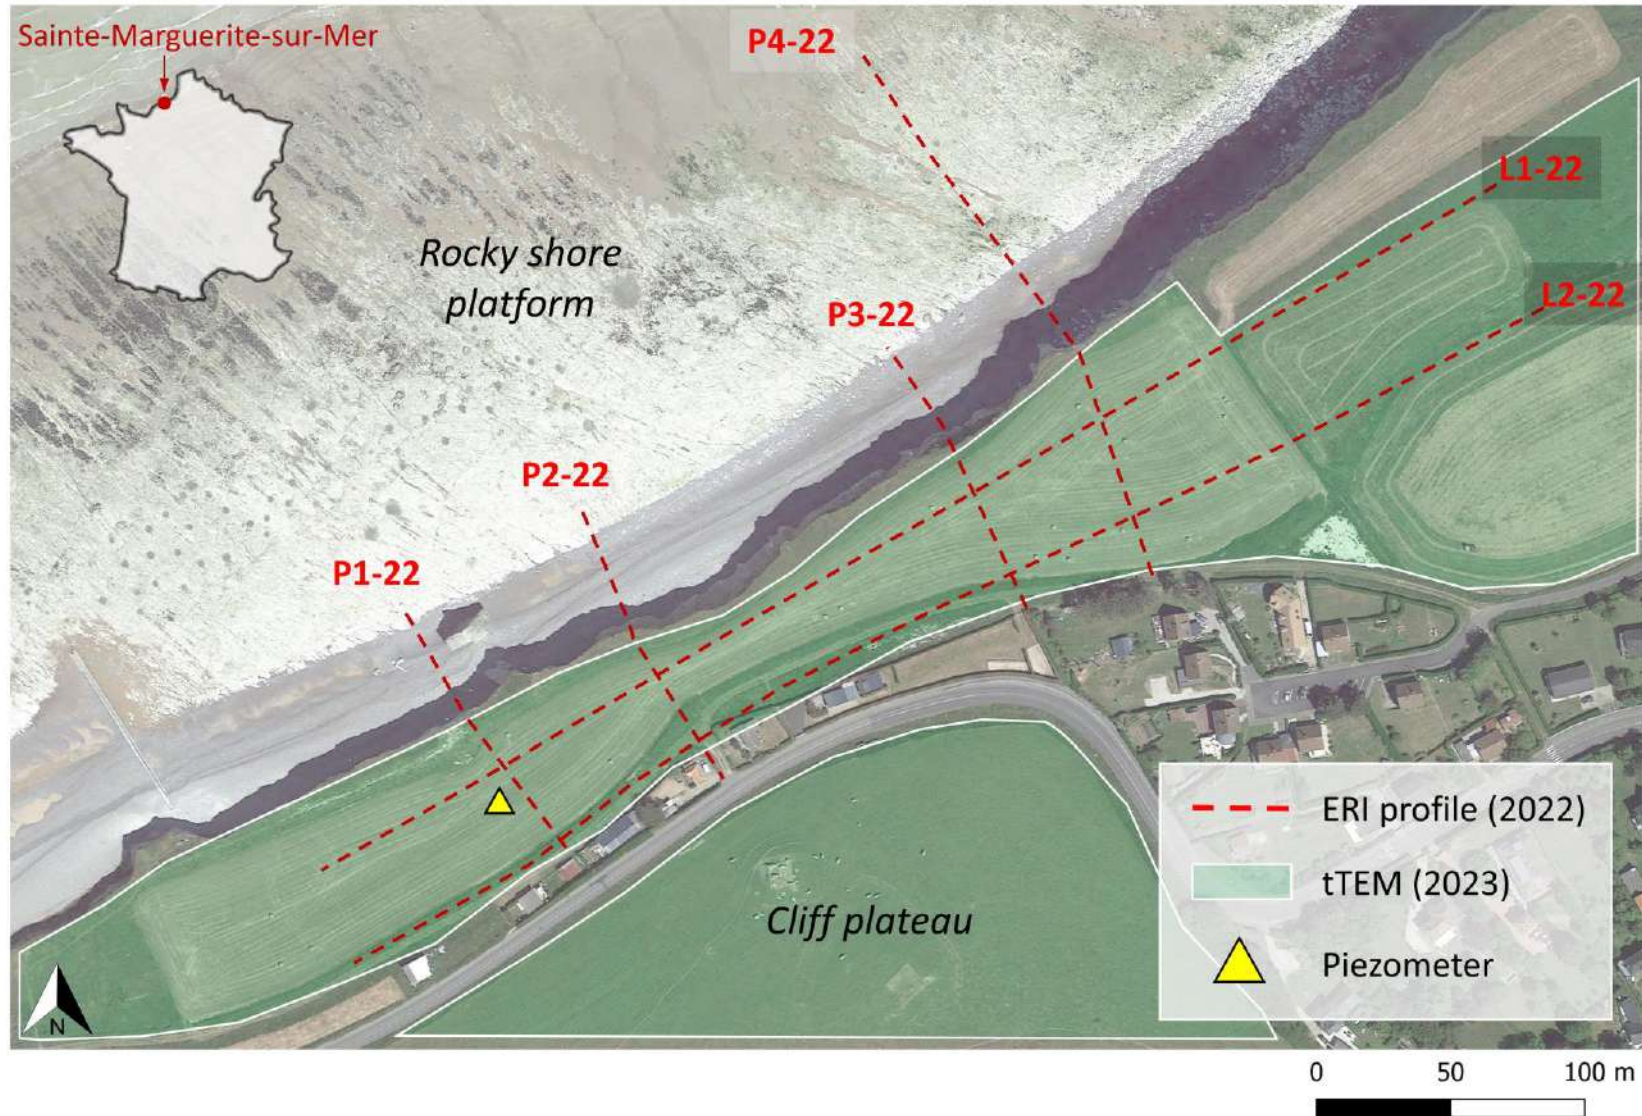 Sainte-Marguerite-sur-Mer
P4-22
L1-22
Rocky shore
platform
L2-22
P3-22
P2-22
P1-22
ERI profile (2022)
tTEM (2023)
Cliff plateau
Piezometer
N
0 50 100 m